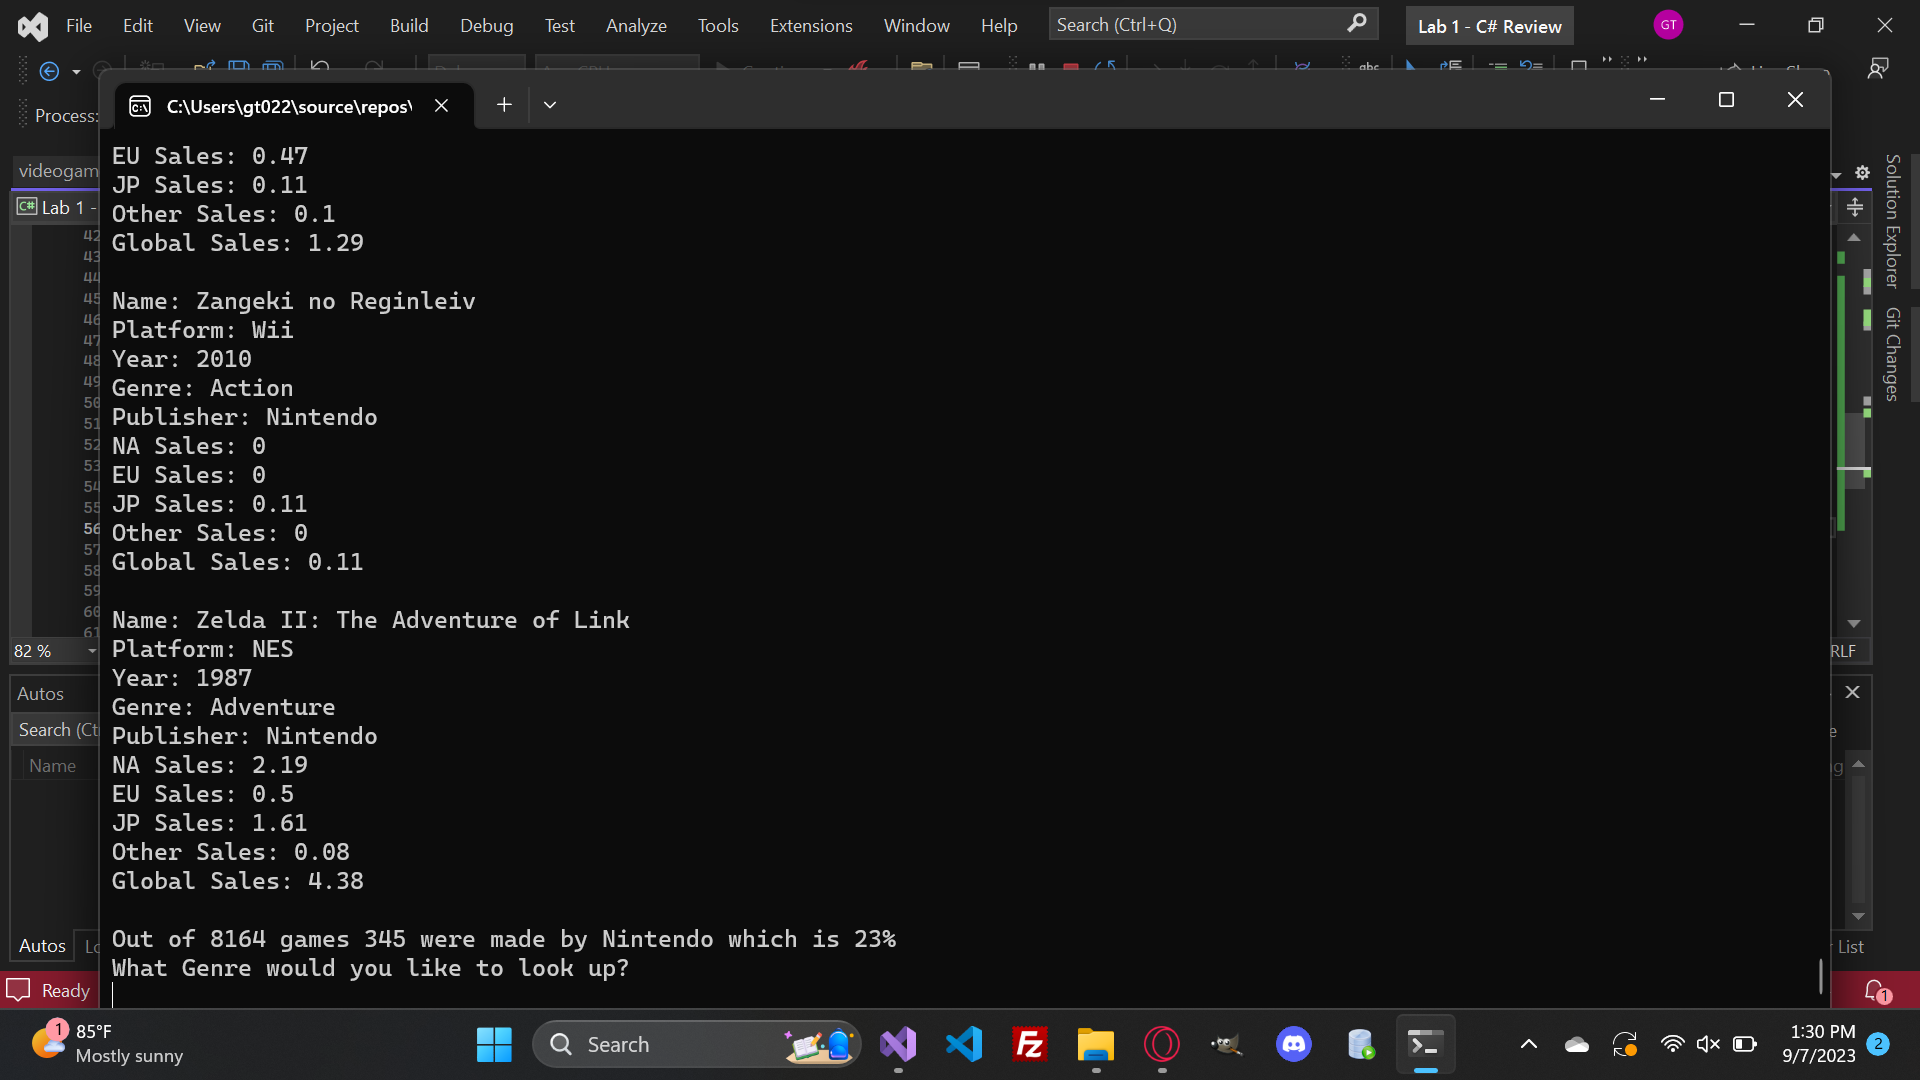 File Edit View Git Project Build Debug Test Analyze Tools Extensions Window Help Search (Ctrl+Q) Lab 1 - C# Review GT
Process:
C:\Users\gt022\source\repos\
videogam
C# Lab 1 -
EU Sales: 0.47
JP Sales: 0.11
Other Sales: 0.1
Global Sales: 1.29
Name: Zangeki no Reginleiv
Platform: Wii
Year: 2010
Genre: Action
Publisher: Nintendo
NA Sales: 0
EU Sales: 0
JP Sales: 0.11
Other Sales: 0
Global Sales: 0.11
Name: Zelda II: The Adventure of Link
Platform: NES
Year: 1987
Genre: Adventure
Publisher: Nintendo
NA Sales: 2.19
EU Sales: 0.5
JP Sales: 1.61
Other Sales: 0.08
Global Sales: 4.38
Out of 8164 games 345 were made by Nintendo which is 23%
What Genre would you like to look up?
42
43
44
45
46
47
48
49
50
51
52
53
54
55
56
57
58
59
60
61
82 %
RLF
Autos
Search (Ct
Name
Autos Lo
List
Ready
1
Solution Explorer
Git Changes
1
85°F
Mostly sunny
Search
1:30 PM
9/7/2023
2